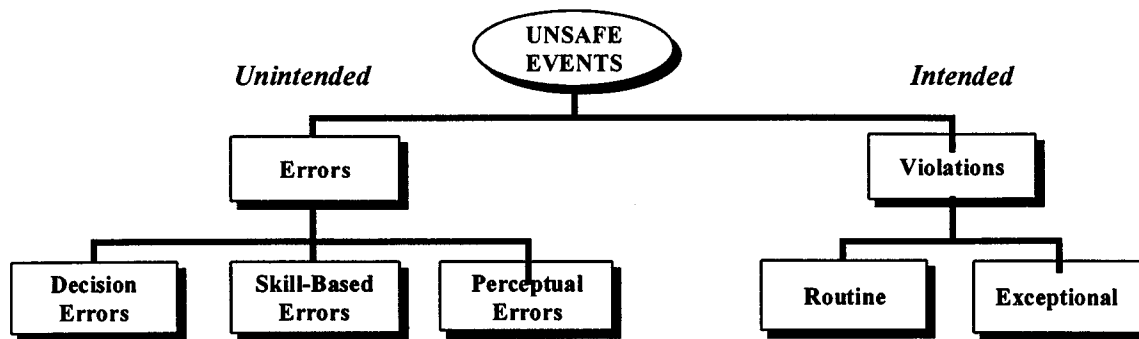 UNSAFE
EVENTS
Unintended
Intended
Errors
Violations
Decision
Errors
Skill-Based
Errors
Perceptual
Errors
Routine
Exceptional